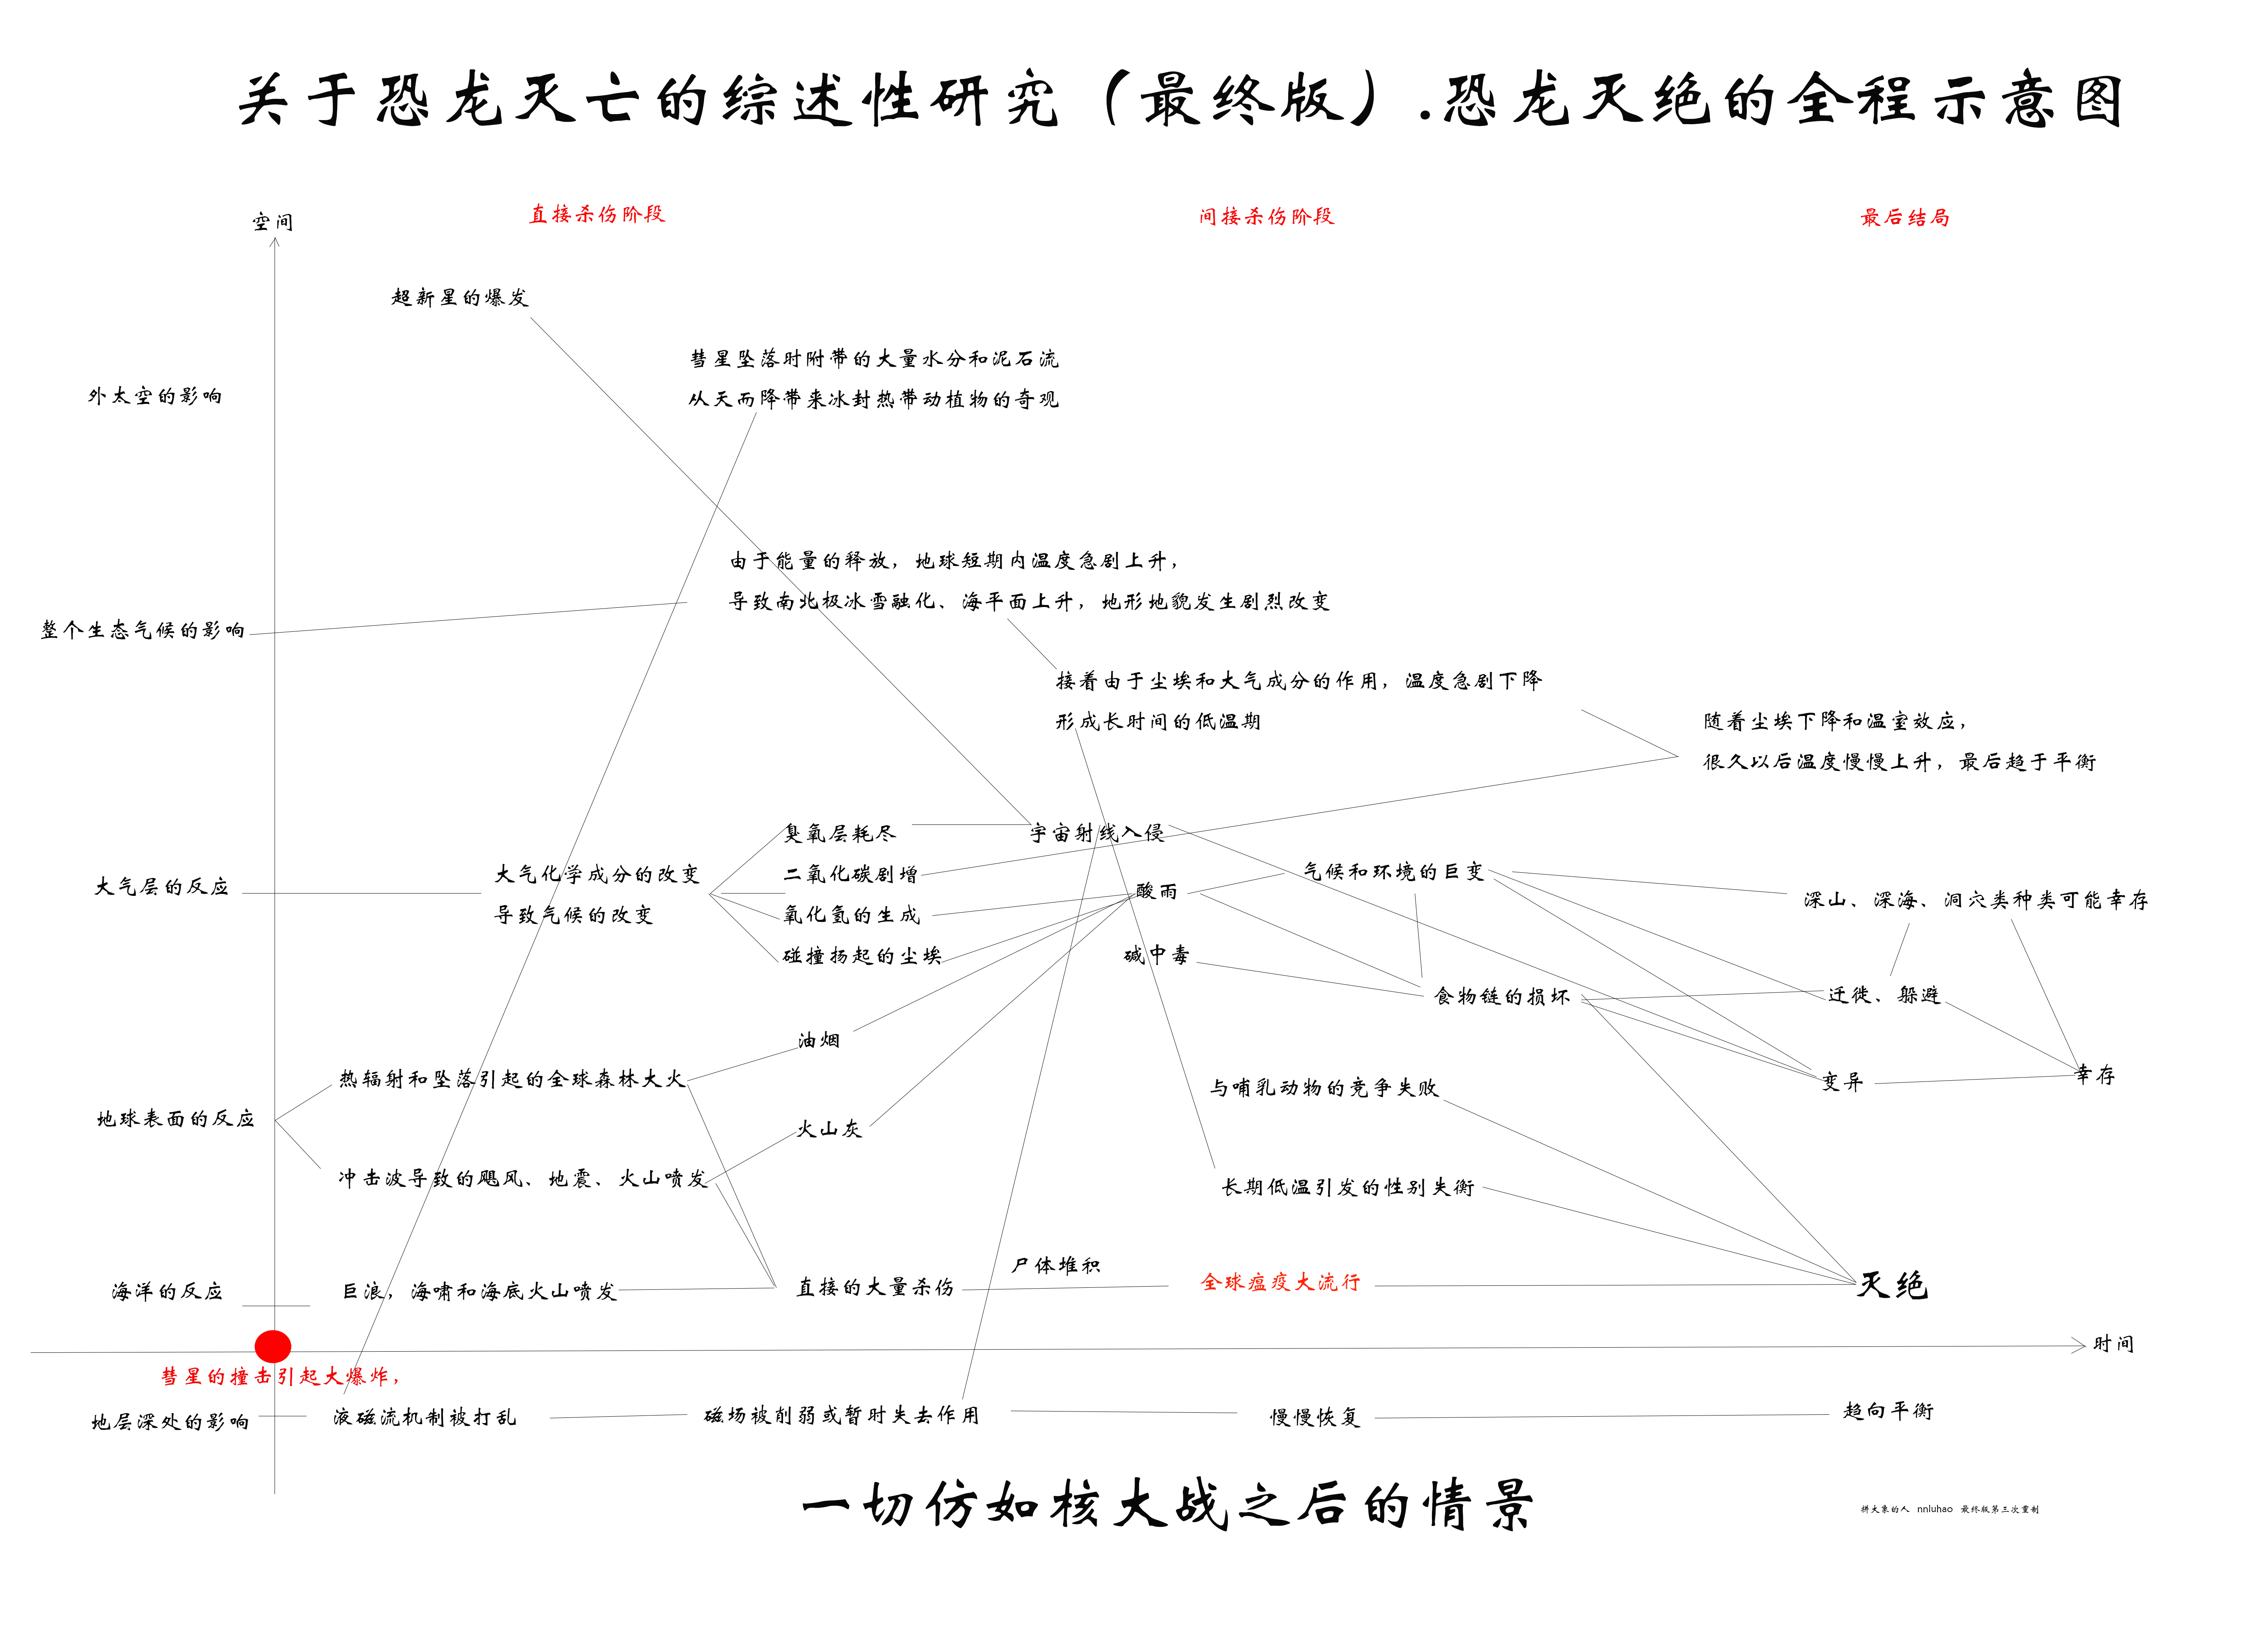 关于恐龙灭亡的综述性研究（最终版）.恐龙灭绝的全程示意图
空间
直接杀伤阶段
间接杀伤阶段
最后结局
超新星的爆发
彗星坠落时附带的大量水分和泥石流
从天而降带来冰封热带动植物的奇观
外太空的影响
由于能量的释放，地球短期内温度急剧上升，
导致南北极冰雪融化、海平面上升，地形地貌发生剧烈改变
整个生态气候的影响
接着由于尘埃和大气成分的作用，温度急剧下降
形成长时间的低温期
随着尘埃下降和温室效应，
很久以后温度慢慢上升，最后趋于平衡
臭氧层耗尽
宇宙射线入侵
大气层的反应
大气化学成分的改变
导致气候的改变
二氧化碳剧增
氧化氢的生成
碰撞扬起的尘埃
酸雨
碱中毒
气候和环境的巨变
深山、深海、洞穴类种类可能幸存
食物链的损坏
迁徙、躲避
油烟
热辐射和坠落引起的全球森林大火
与哺乳动物的竞争失败
变异
幸存
地球表面的反应
火山灰
冲击波导致的飓风、地震、火山喷发
长期低温引发的性别失衡
海洋的反应
巨浪，海啸和海底火山喷发
直接的大量杀伤
尸体堆积
全球瘟疫大流行
灭绝
时间
彗星的撞击引起大爆炸，
地层深处的影响
液磁流机制被打乱
磁场被削弱或暂时失去作用
慢慢恢复
趋向平衡
一切仿如核大战之后的情景
拼大象的人 nnluhao 最终版第三次重制